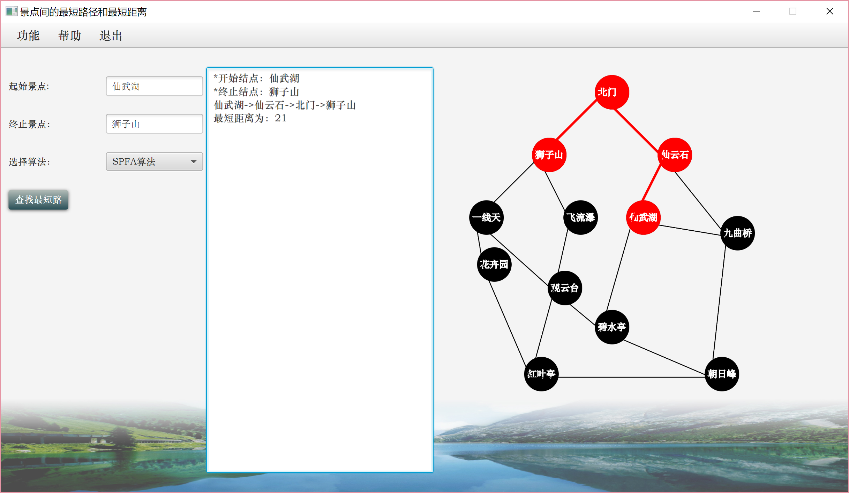 景点间的最短路径和最短距离
功能 帮助 退出
起始景点: 仙武湖
终止景点: 狮子山
选择算法: SPFA算法
查找最短路
*开始结点: 仙武湖
*终止结点: 狮子山
仙武湖->仙云石->北门->狮子山
最短距离为: 21
北门
狮子山
仙云石
一线天
飞流瀑
仙武湖
九曲桥
花卉园
观云台
碧水亭
红叶亭
朝日峰